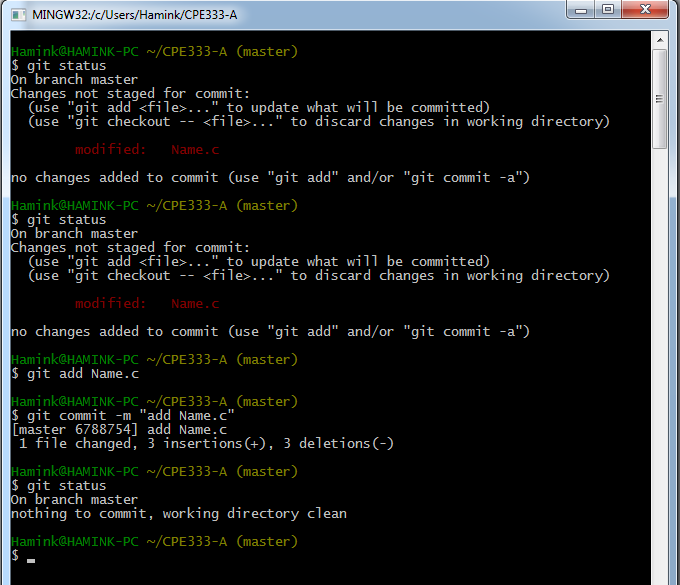 MINGW32:/c/Users/Hamink/CPE333-A
Hamink@HAMINK-PC ~/CPE333-A (master)
$ git status
On branch master
Changes not staged for commit:
  (use "git add <file>..." to update what will be committed)
  (use "git checkout -- <file>..." to discard changes in working directory)
        modified:   Name.c
no changes added to commit (use "git add" and/or "git commit -a")
Hamink@HAMINK-PC ~/CPE333-A (master)
$ git status
On branch master
Changes not staged for commit:
  (use "git add <file>..." to update what will be committed)
  (use "git checkout -- <file>..." to discard changes in working directory)
        modified:   Name.c
no changes added to commit (use "git add" and/or "git commit -a")
Hamink@HAMINK-PC ~/CPE333-A (master)
$ git add Name.c
Hamink@HAMINK-PC ~/CPE333-A (master)
$ git commit -m "add Name.c"
[master 6788754] add Name.c
 1 file changed, 3 insertions(+), 3 deletions(-)
Hamink@HAMINK-PC ~/CPE333-A (master)
$ git status
On branch master
nothing to commit, working directory clean
Hamink@HAMINK-PC ~/CPE333-A (master)
$